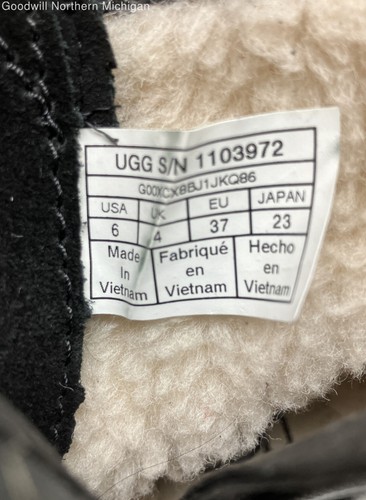 Goodwill Northern Michigan
UGG S/N 1103972
USA UK EU JAPAN
6 4 37 23
Made Fabriqué Hecho
In en en
Vietnam Vietnam Vietnam